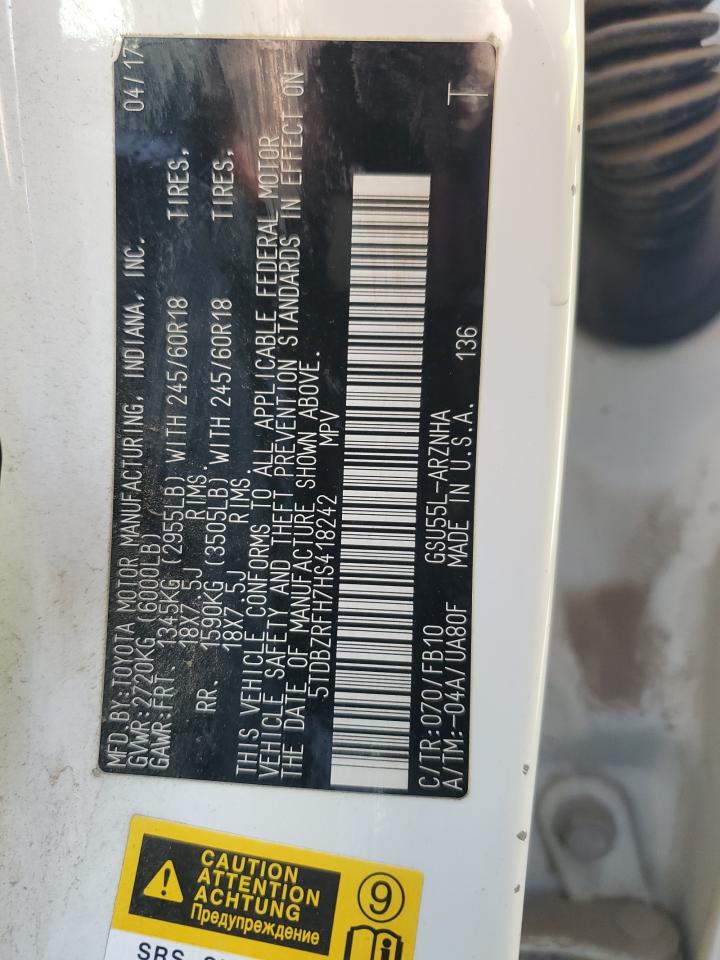 MFD.BY:TOYOTA MOTOR MANUFACTURING, INDIANA, INC. 04/17
GVWR:2720KG (6000LB)
GAWR:FRT. 1345KG (2955LB) WITH 245/60R18 TIRES,
18X7.5J RIMS.
RR. 1590KG (3505LB) WITH 245/60R18 TIRES,
18X7.5J RIMS.
THIS VEHICLE CONFORMS TO ALL APPLICABLE FEDERAL MOTOR
VEHICLE SAFETY AND THEFT PREVENTION STANDARDS IN EFFECT ON
THE DATE OF MANUFACTURE SHOWN ABOVE.
5TDBZRFH7HS418242 MPV
C/TR:070/FB10 GSU55L-ARZNHA
A/TM:-04A/UA80F MADE IN U.S.A. 136 T
CAUTION
ATTENTION
ACHTUNG
Предупреждение
9
SRS